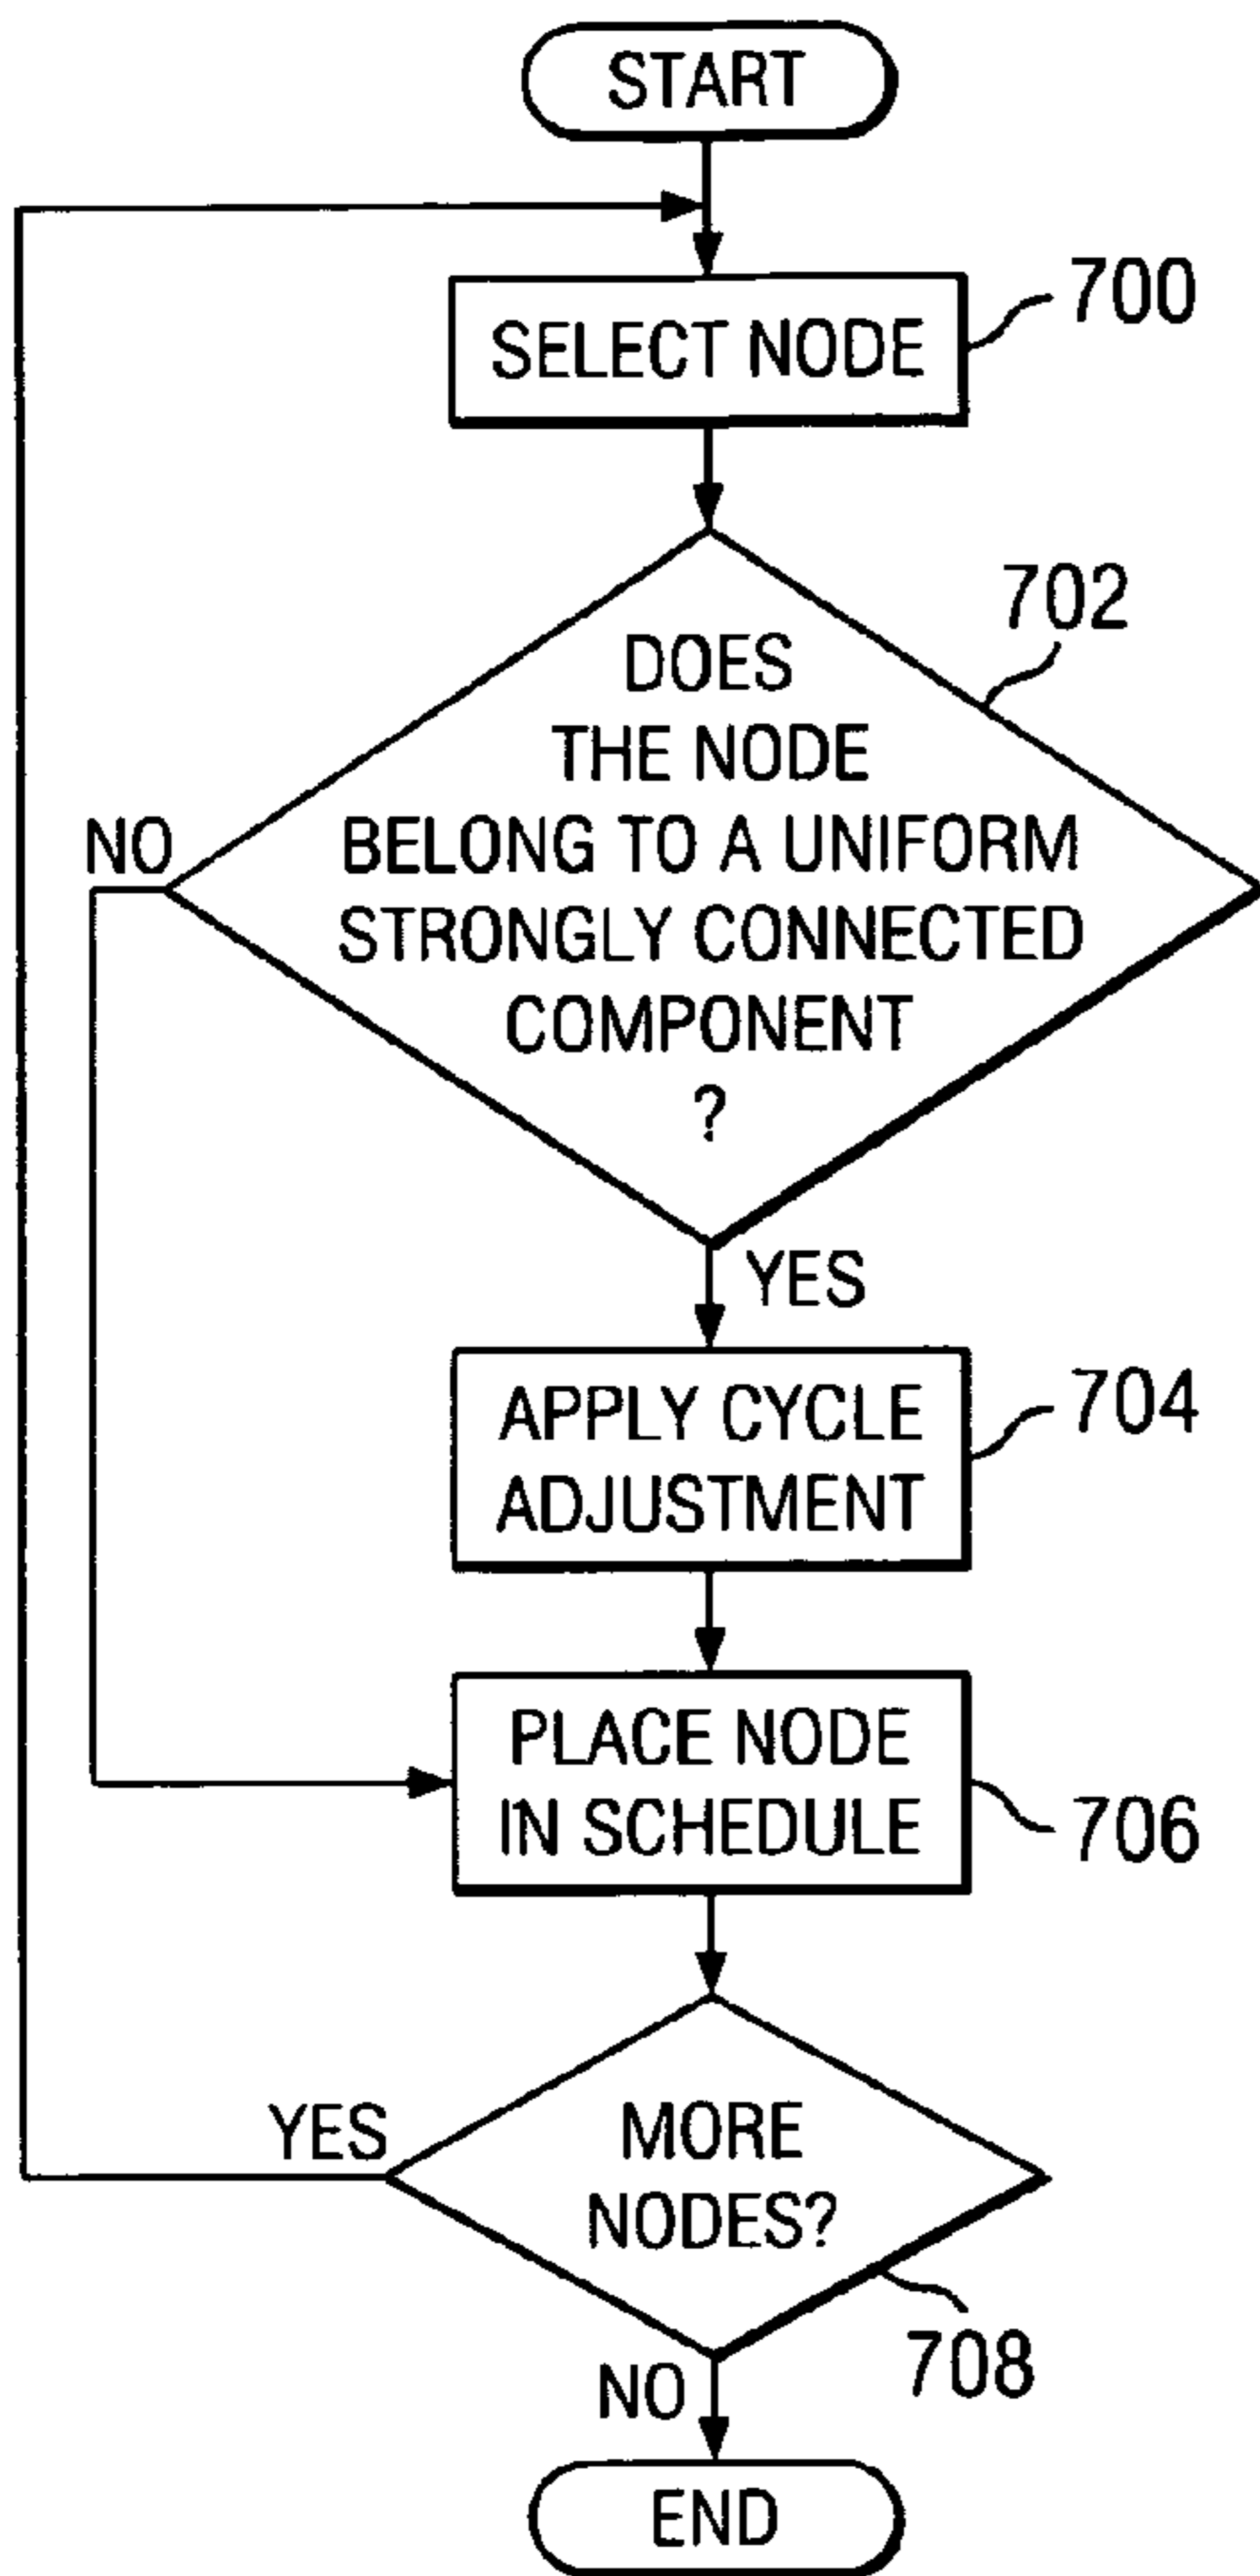 START
SELECT NODE
700
702
DOES
THE NODE
BELONG TO A UNIFORM
STRONGLY CONNECTED
COMPONENT
?
NO
YES
APPLY CYCLE
ADJUSTMENT
704
PLACE NODE
IN SCHEDULE
706
MORE
NODES?
YES
708
NO
END